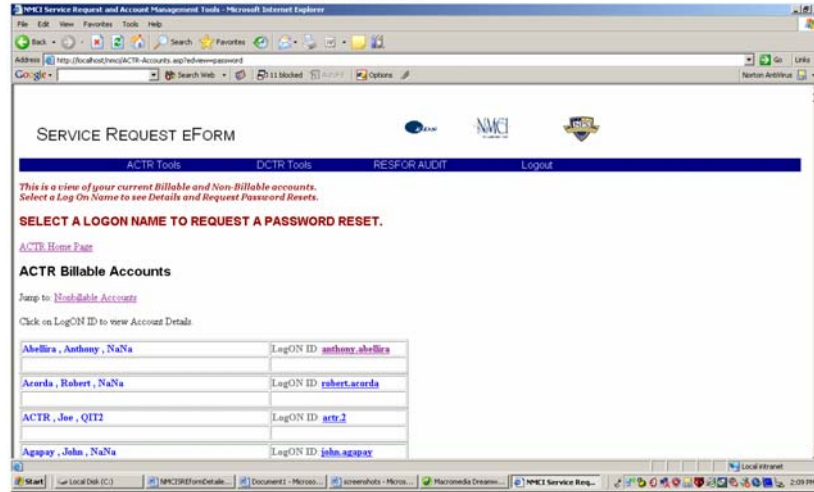 NMCI Service Request and Account Management Tools - Microsoft Internet Explorer
File Edit View Favorites Tools Help
Back Search Favorites
Address http://localhost/nmci/ACTR-Accounts.asp?edview=password Go Links
Google Search Web 11 blocked Options Norton AntiVirus
SERVICE REQUEST EFORM NMCI
ACTR Tools DCTR Tools RESFOR AUDIT Logout
This is a view of your current Billable and Non-Billable accounts.
Select a Log On Name to see Details and Request Password Resets.
SELECT A LOGON NAME TO REQUEST A PASSWORD RESET.
ACTR Home Page
ACTR Billable Accounts
Jump to: Nonbillable Accounts
Click on LogON ID to view Account Details.
Abellira , Anthony , NaNa LogON ID: anthony.abellira
Acorda , Robert , NaNa LogON ID: robert.acorda
ACTR , Joe , QIT2 LogON ID: actr.2
Agapay , John , NaNa LogON ID: john.agapay
Local intranet
Start Local Disk (C:) NMCISREFormDetaile... Document1 - Microso... screenshots - Micros... Macromedia Dreamw... NMCI Service Req... 2:09 PM